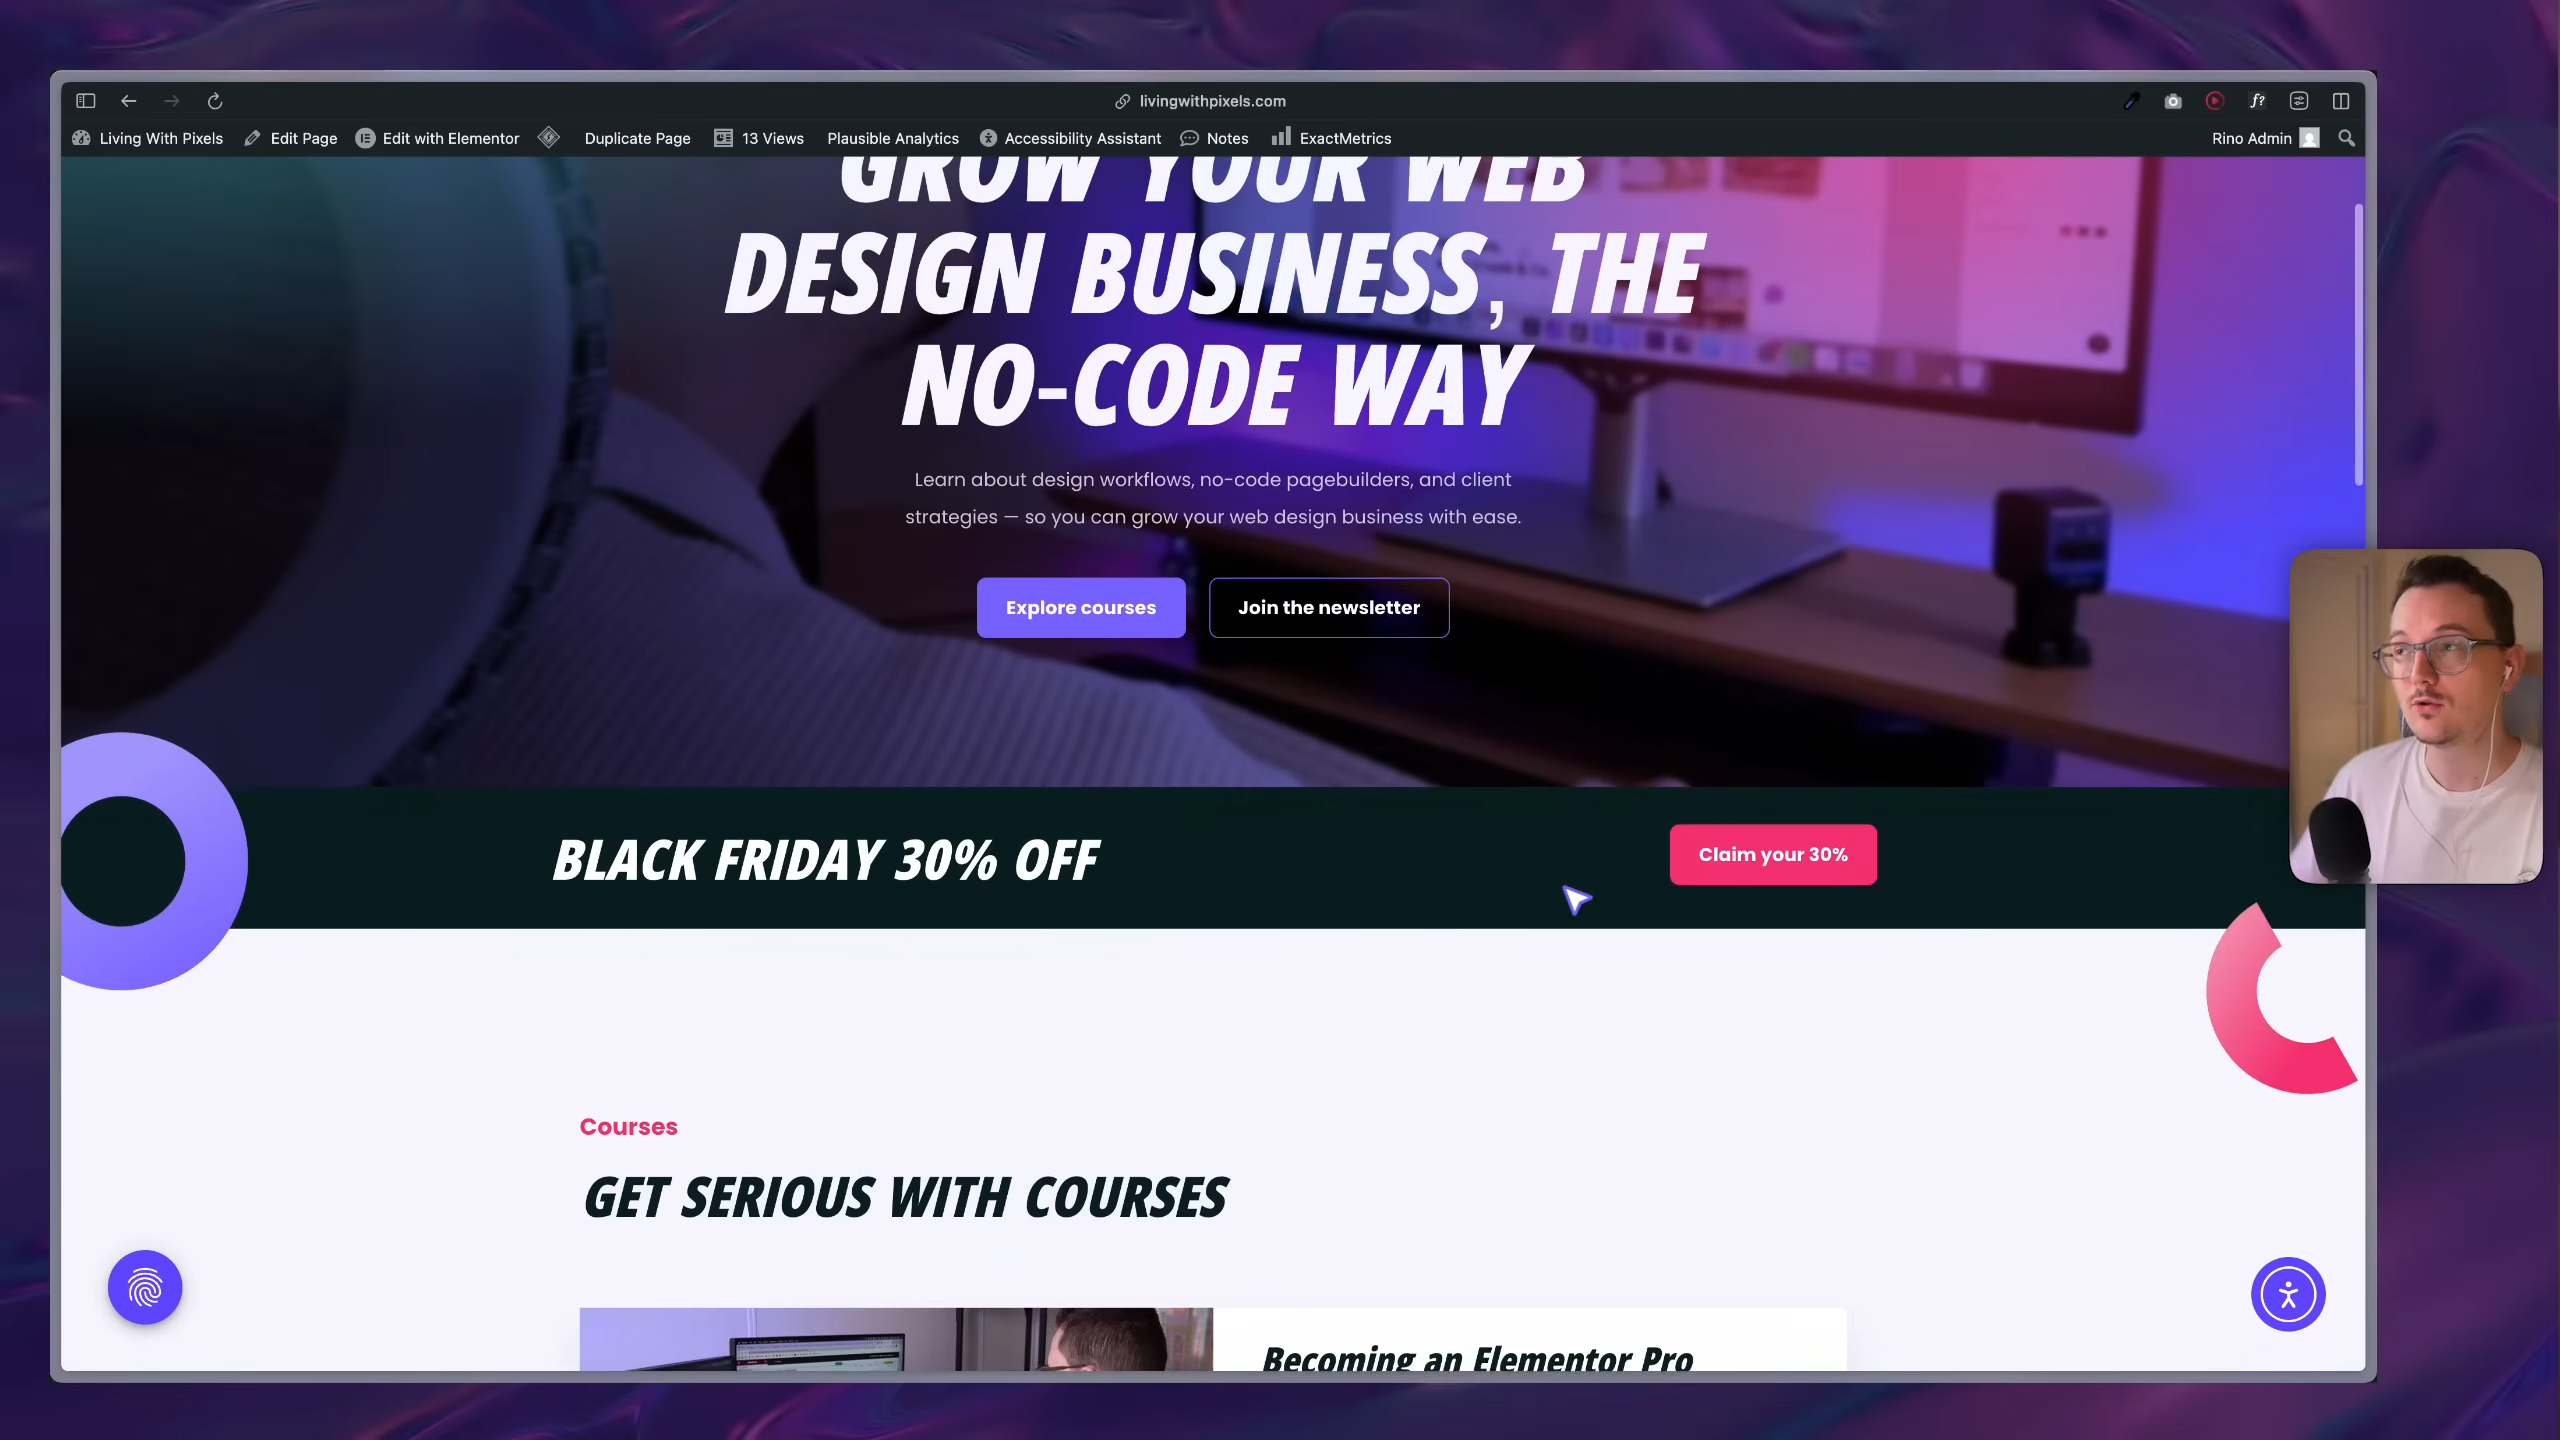 livingwithpixels.com
Living With Pixels Edit Page Edit with Elementor Duplicate Page 13 Views Plausible Analytics Accessibility Assistant Notes ExactMetrics Rino Admin
GROW YOUR WEB
DESIGN BUSINESS, THE
NO-CODE WAY
Learn about design workflows, no-code pagebuilders, and client
strategies — so you can grow your web design business with ease.
Explore courses Join the newsletter
BLACK FRIDAY 30% OFF
Claim your 30%
Courses
GET SERIOUS WITH COURSES
Becoming an Elementor Pro